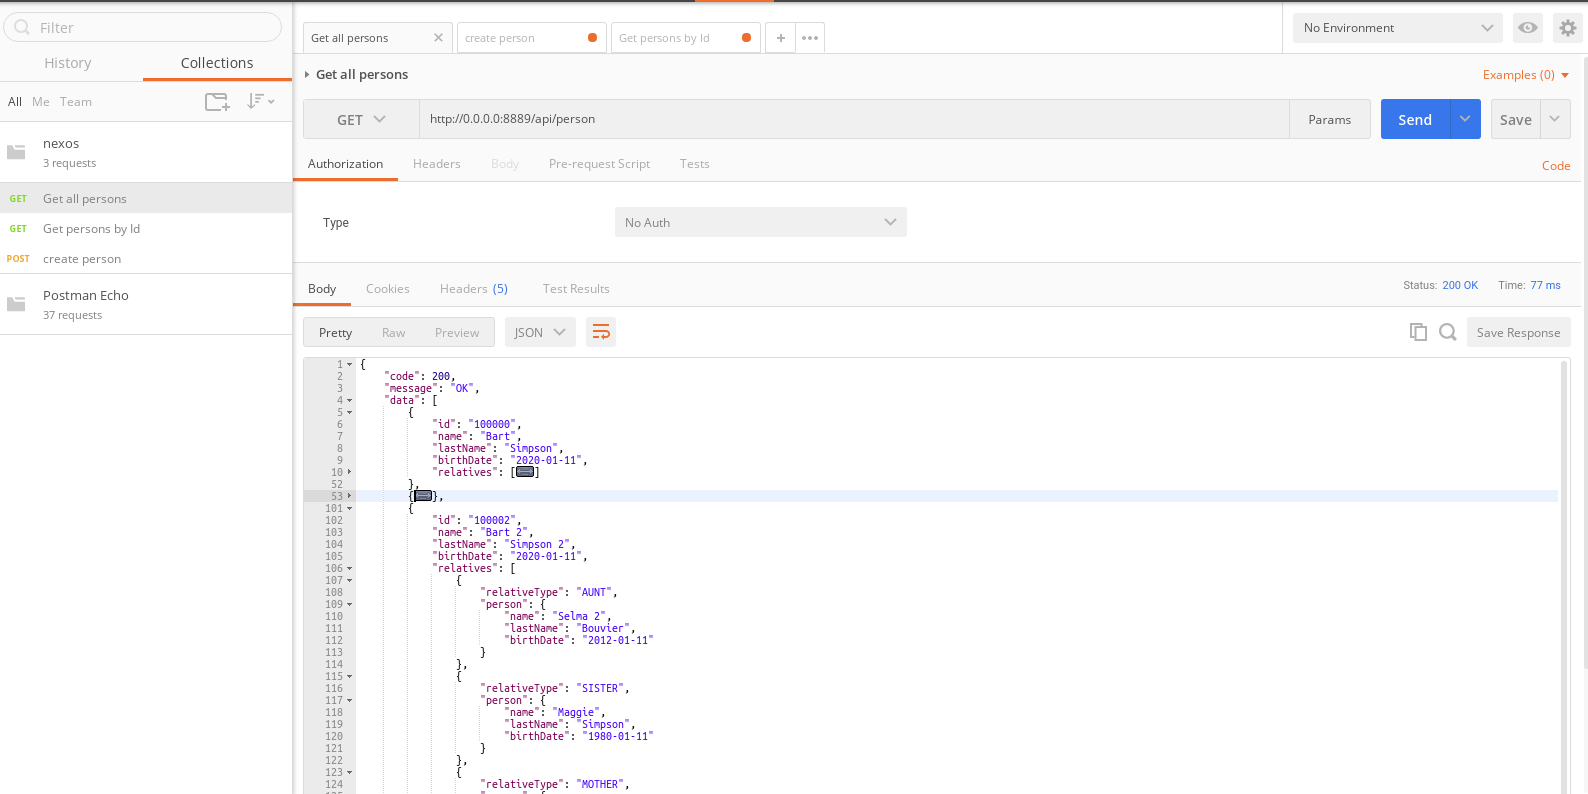 Filter
History Collections
All Me Team
nexos
3 requests
GET Get all persons
GET Get persons by Id
POST create person
Postman Echo
37 requests
Get all persons create person Get persons by Id
No Environment
Get all persons
Examples (0)
GET http://0.0.0.0:8889/api/person Params Send Save
Authorization Headers Body Pre-request Script Tests Code
Type No Auth
Body Cookies Headers (5) Test Results Status: 200 OK Time: 77 ms
Pretty Raw Preview JSON Save Response
1 {
2 "code": 200,
3 "message": "OK",
4 "data": [
5 {
6 "id": "100000",
7 "name": "Bart",
8 "lastName": "Simpson",
9 "birthDate": "2020-01-11",
10 "relatives": []
52 },
53 {},
101 {
102 "id": "100002",
103 "name": "Bart 2",
104 "lastName": "Simpson 2",
105 "birthDate": "2020-01-11",
106 "relatives": [
107 {
108 "relativeType": "AUNT",
109 "person": {
110 "name": "Selma 2",
111 "lastName": "Bouvier",
112 "birthDate": "2012-01-11"
113 }
114 },
115 {
116 "relativeType": "SISTER",
117 "person": {
118 "name": "Maggie",
119 "lastName": "Simpson",
120 "birthDate": "1980-01-11"
121 }
122 },
123 {
124 "relativeType": "MOTHER",